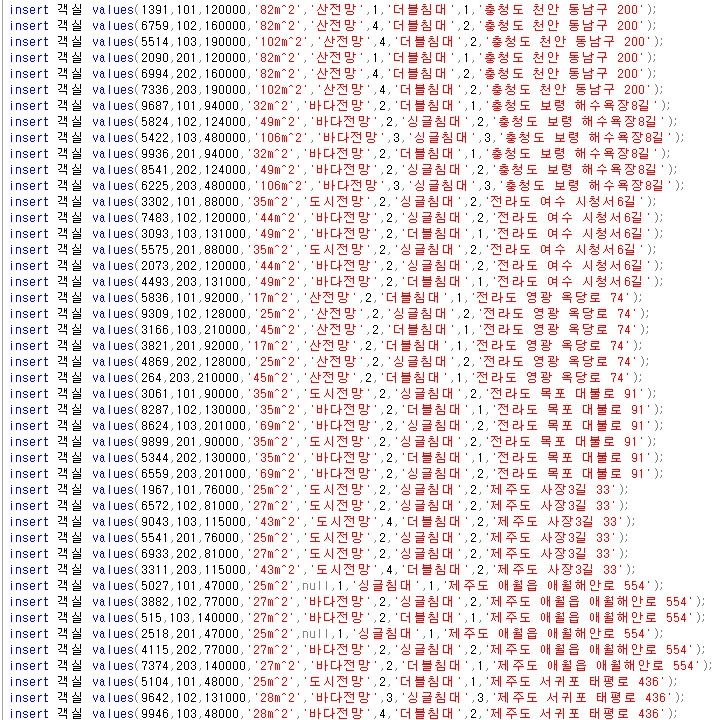 insert 객실 values(1391,101,120000,'82m^2','산전망',1,'더블침대',1,'충청도 천안 동남구 200');
insert 객실 values(6759,102,160000,'82m^2','산전망',4,'더블침대',2,'충청도 천안 동남구 200');
insert 객실 values(5514,103,190000,'102m^2','산전망',4,'더블침대',2,'충청도 천안 동남구 200');
insert 객실 values(2090,201,120000,'82m^2','산전망',1,'더블침대',1,'충청도 천안 동남구 200');
insert 객실 values(6994,202,160000,'82m^2','산전망',4,'더블침대',2,'충청도 천안 동남구 200');
insert 객실 values(7336,203,190000,'102m^2','산전망',4,'더블침대',2,'충청도 천안 동남구 200');
insert 객실 values(9687,101,94000,'32m^2','바다전망',2,'더블침대',1,'충청도 보령 해수욕장8길');
insert 객실 values(5824,102,124000,'49m^2','바다전망',2,'싱글침대',2,'충청도 보령 해수욕장8길');
insert 객실 values(5422,103,480000,'106m^2','바다전망',3,'싱글침대',3,'충청도 보령 해수욕장8길');
insert 객실 values(9936,201,94000,'32m^2','바다전망',2,'더블침대',1,'충청도 보령 해수욕장8길');
insert 객실 values(8541,202,124000,'49m^2','바다전망',2,'싱글침대',2,'충청도 보령 해수욕장8길');
insert 객실 values(6225,203,480000,'106m^2','바다전망',3,'싱글침대',3,'충청도 보령 해수욕장8길');
insert 객실 values(3302,101,88000,'35m^2','도시전망',2,'싱글침대',2,'전라도 여수 시청서6길');
insert 객실 values(7483,102,120000,'44m^2','바다전망',2,'싱글침대',2,'전라도 여수 시청서6길');
insert 객실 values(3093,103,131000,'49m^2','바다전망',2,'더블침대',1,'전라도 여수 시청서6길');
insert 객실 values(5575,201,88000,'35m^2','도시전망',2,'싱글침대',2,'전라도 여수 시청서6길');
insert 객실 values(2073,202,120000,'44m^2','바다전망',2,'싱글침대',2,'전라도 여수 시청서6길');
insert 객실 values(4493,203,131000,'49m^2','바다전망',2,'더블침대',1,'전라도 여수 시청서6길');
insert 객실 values(5836,101,92000,'17m^2','산전망',2,'더블침대',1,'전라도 영광 옥당로 74');
insert 객실 values(9309,102,128000,'25m^2','산전망',2,'싱글침대',2,'전라도 영광 옥당로 74');
insert 객실 values(3166,103,210000,'45m^2','산전망',2,'더블침대',1,'전라도 영광 옥당로 74');
insert 객실 values(3821,201,92000,'17m^2','산전망',2,'더블침대',1,'전라도 영광 옥당로 74');
insert 객실 values(4869,202,128000,'25m^2','산전망',2,'싱글침대',2,'전라도 영광 옥당로 74');
insert 객실 values(264,203,210000,'45m^2','산전망',2,'더블침대',1,'전라도 영광 옥당로 74');
insert 객실 values(3061,101,90000,'35m^2','도시전망',2,'싱글침대',2,'전라도 목포 대불로 91');
insert 객실 values(8287,102,130000,'35m^2','바다전망',2,'더블침대',1,'전라도 목포 대불로 91');
insert 객실 values(8624,103,201000,'69m^2','바다전망',2,'싱글침대',2,'전라도 목포 대불로 91');
insert 객실 values(9899,201,90000,'35m^2','도시전망',2,'싱글침대',2,'전라도 목포 대불로 91');
insert 객실 values(5344,202,130000,'35m^2','바다전망',2,'더블침대',1,'전라도 목포 대불로 91');
insert 객실 values(6559,203,201000,'69m^2','바다전망',2,'싱글침대',2,'전라도 목포 대불로 91');
insert 객실 values(1967,101,76000,'25m^2','도시전망',2,'싱글침대',2,'제주도 사장3길 33');
insert 객실 values(6572,102,81000,'27m^2','바다전망',2,'싱글침대',2,'제주도 사장3길 33');
insert 객실 values(9043,103,115000,'43m^2','도시전망',4,'더블침대',2,'제주도 사장3길 33');
insert 객실 values(5541,201,76000,'25m^2','도시전망',2,'싱글침대',2,'제주도 사장3길 33');
insert 객실 values(6933,202,81000,'27m^2','바다전망',2,'싱글침대',2,'제주도 사장3길 33');
insert 객실 values(3311,203,115000,'43m^2','도시전망',4,'더블침대',2,'제주도 사장3길 33');
insert 객실 values(5027,101,47000,'25m^2',null,1,'싱글침대',1,'제주도 애월읍 애월해안로 554');
insert 객실 values(3882,102,77000,'27m^2','바다전망',2,'싱글침대',2,'제주도 애월읍 애월해안로 554');
insert 객실 values(515,103,140000,'27m^2','바다전망',2,'더블침대',1,'제주도 애월읍 애월해안로 554');
insert 객실 values(2518,201,47000,'25m^2',null,1,'싱글침대',1,'제주도 애월읍 애월해안로 554');
insert 객실 values(4115,202,77000,'27m^2','바다전망',2,'싱글침대',2,'제주도 애월읍 애월해안로 554');
insert 객실 values(7374,203,140000,'27m^2','바다전망',2,'더블침대',1,'제주도 애월읍 애월해안로 554');
insert 객실 values(5104,101,48000,'25m^2','도시전망',2,'더블침대',1,'제주도 서귀포 태평로 436');
insert 객실 values(9642,102,131000,'28m^2','바다전망',3,'싱글침대',3,'제주도 서귀포 태평로 436');
insert 객실 values(9946,103,48000,'28m^2','바다전망',4,'더블침대',2,'제주도 서귀포 태평로 436');